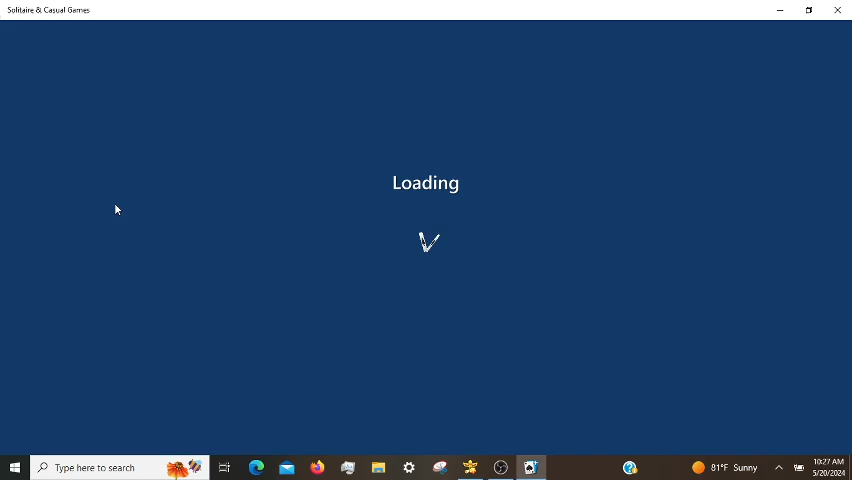 Solitaire & Casual Games
Loading
Type here to search
81°F Sunny
10:27 AM
5/20/2024